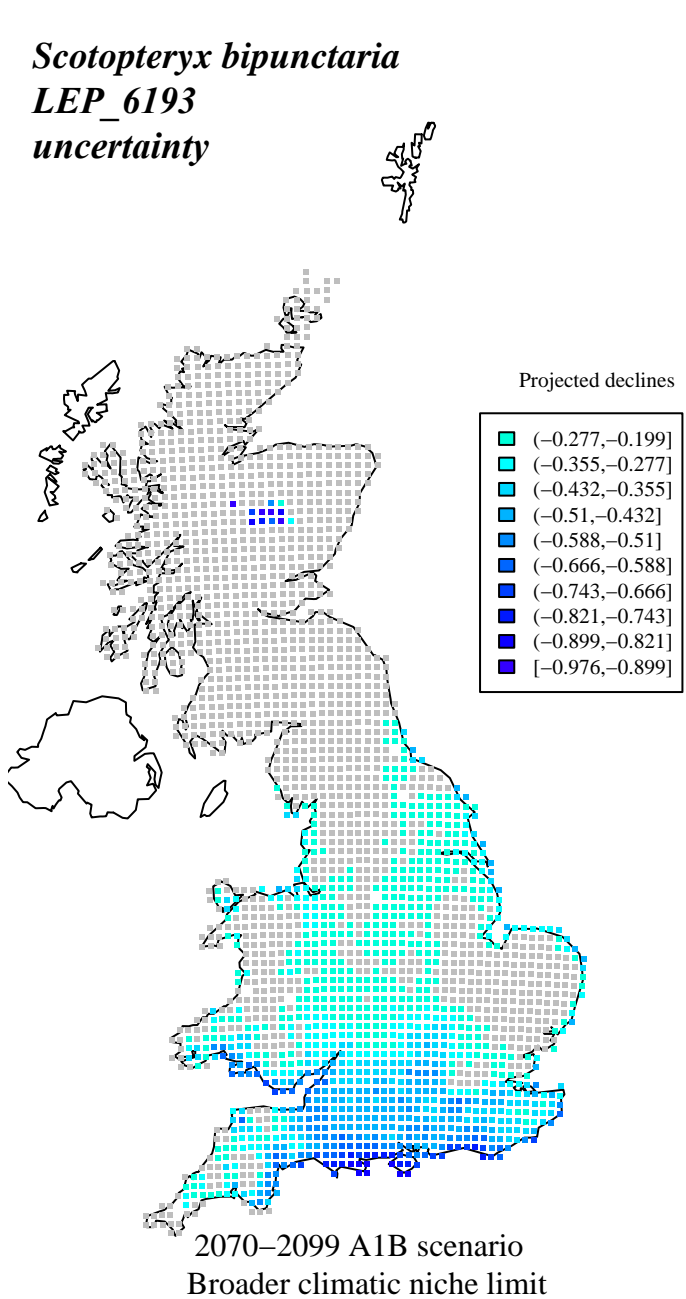 Scotopteryx bipunctaria
LEP_6193
uncertainty
Projected declines
(−0.277,−0.199]
(−0.355,−0.277]
(−0.432,−0.355]
(−0.51,−0.432]
(−0.588,−0.51]
(−0.666,−0.588]
(−0.743,−0.666]
(−0.821,−0.743]
(−0.899,−0.821]
[−0.976,−0.899]
2070−2099 A1B scenario
Broader climatic niche limit